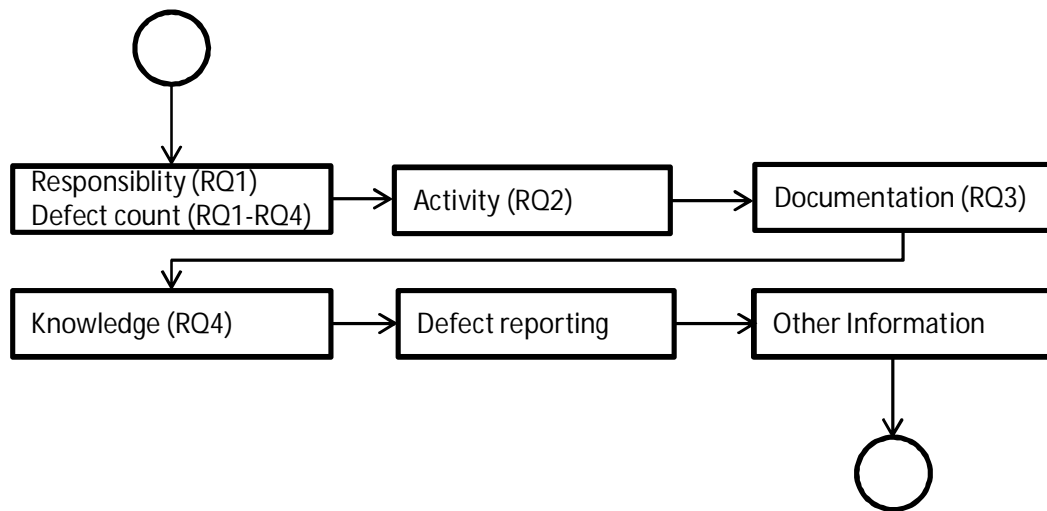 Responsiblity (RQ1)
Defect count (RQ1-RQ4)
Activity (RQ2)
Documentation (RQ3)
Knowledge (RQ4)
Defect reporting
Other Information